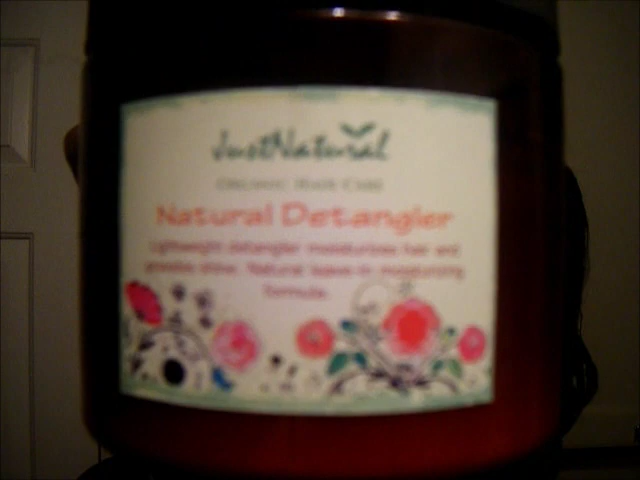 JustNatural
ORGANIC HAIR CARE
Natural Detangler
Lightweight detangler moisturizes hair and
provides shine. Natural leave-in moisturizing
formula.